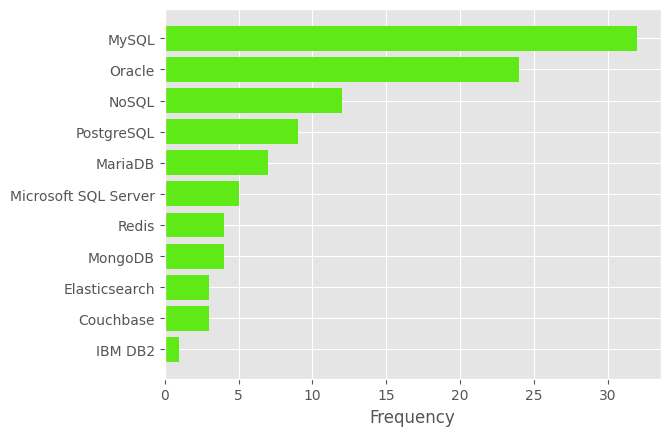 MySQL
Oracle
NoSQL
PostgreSQL
MariaDB
Microsoft SQL Server
Redis
MongoDB
Elasticsearch
Couchbase
IBM DB2
0 5 10 15 20 25 30
Frequency